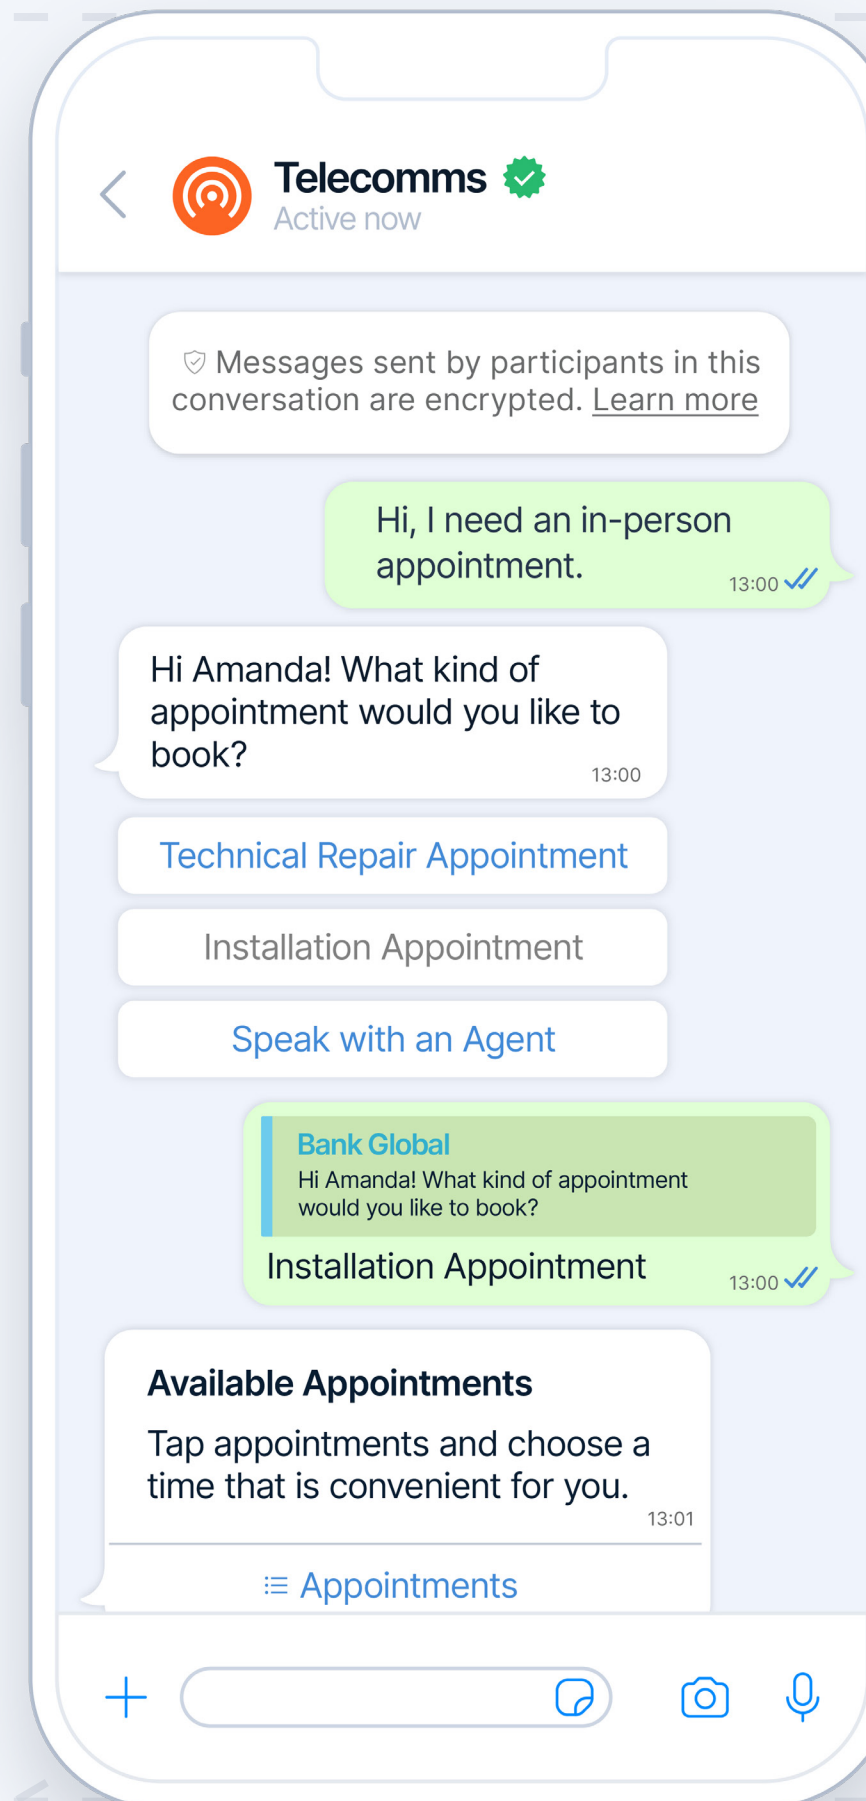 Telecomms
Active now
Messages sent by participants in this
conversation are encrypted. Learn more
Hi, I need an in-person
appointment.
13:00
Hi Amanda! What kind of
appointment would you like to
book?
13:00
Technical Repair Appointment
Installation Appointment
Speak with an Agent
Bank Global
Hi Amanda! What kind of appointment
would you like to book?
Installation Appointment
13:00
Available Appointments
Tap appointments and choose a
time that is convenient for you.
13:01
Appointments